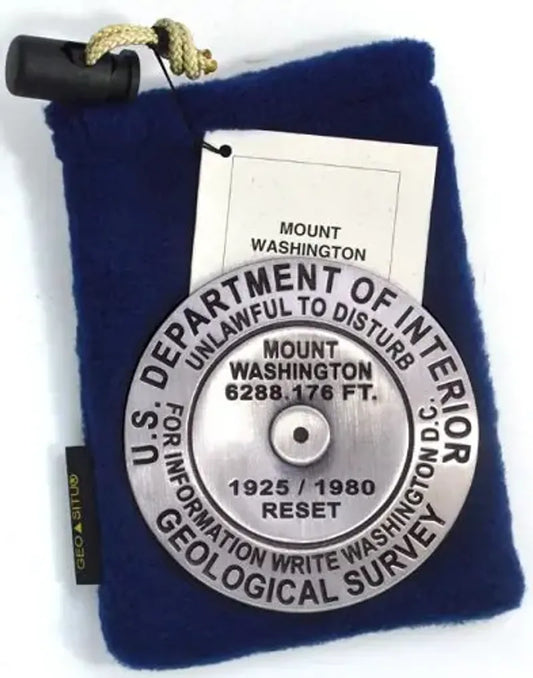 MOUNT
WASHINGTON
U.S. DEPARTMENT OF INTERIOR
UNLAWFUL TO DISTURB
MOUNT
WASHINGTON
6288.176 FT.
1925 / 1980
RESET
FOR INFORMATION WRITE WASHINGTON D.C.
GEOLOGICAL SURVEY
GEO▲SITU®